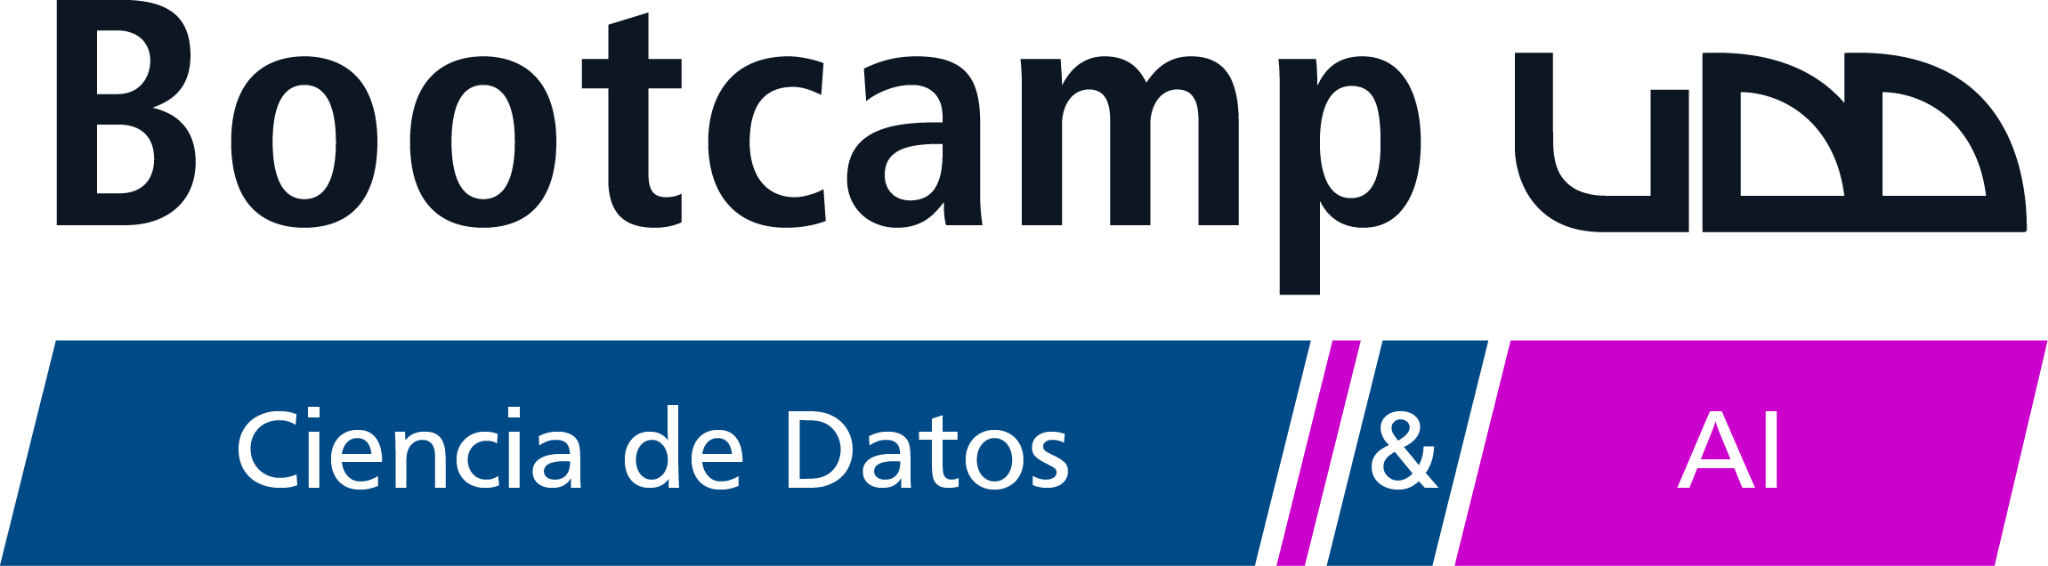 Bootcamp UDD
Ciencia de Datos & AI